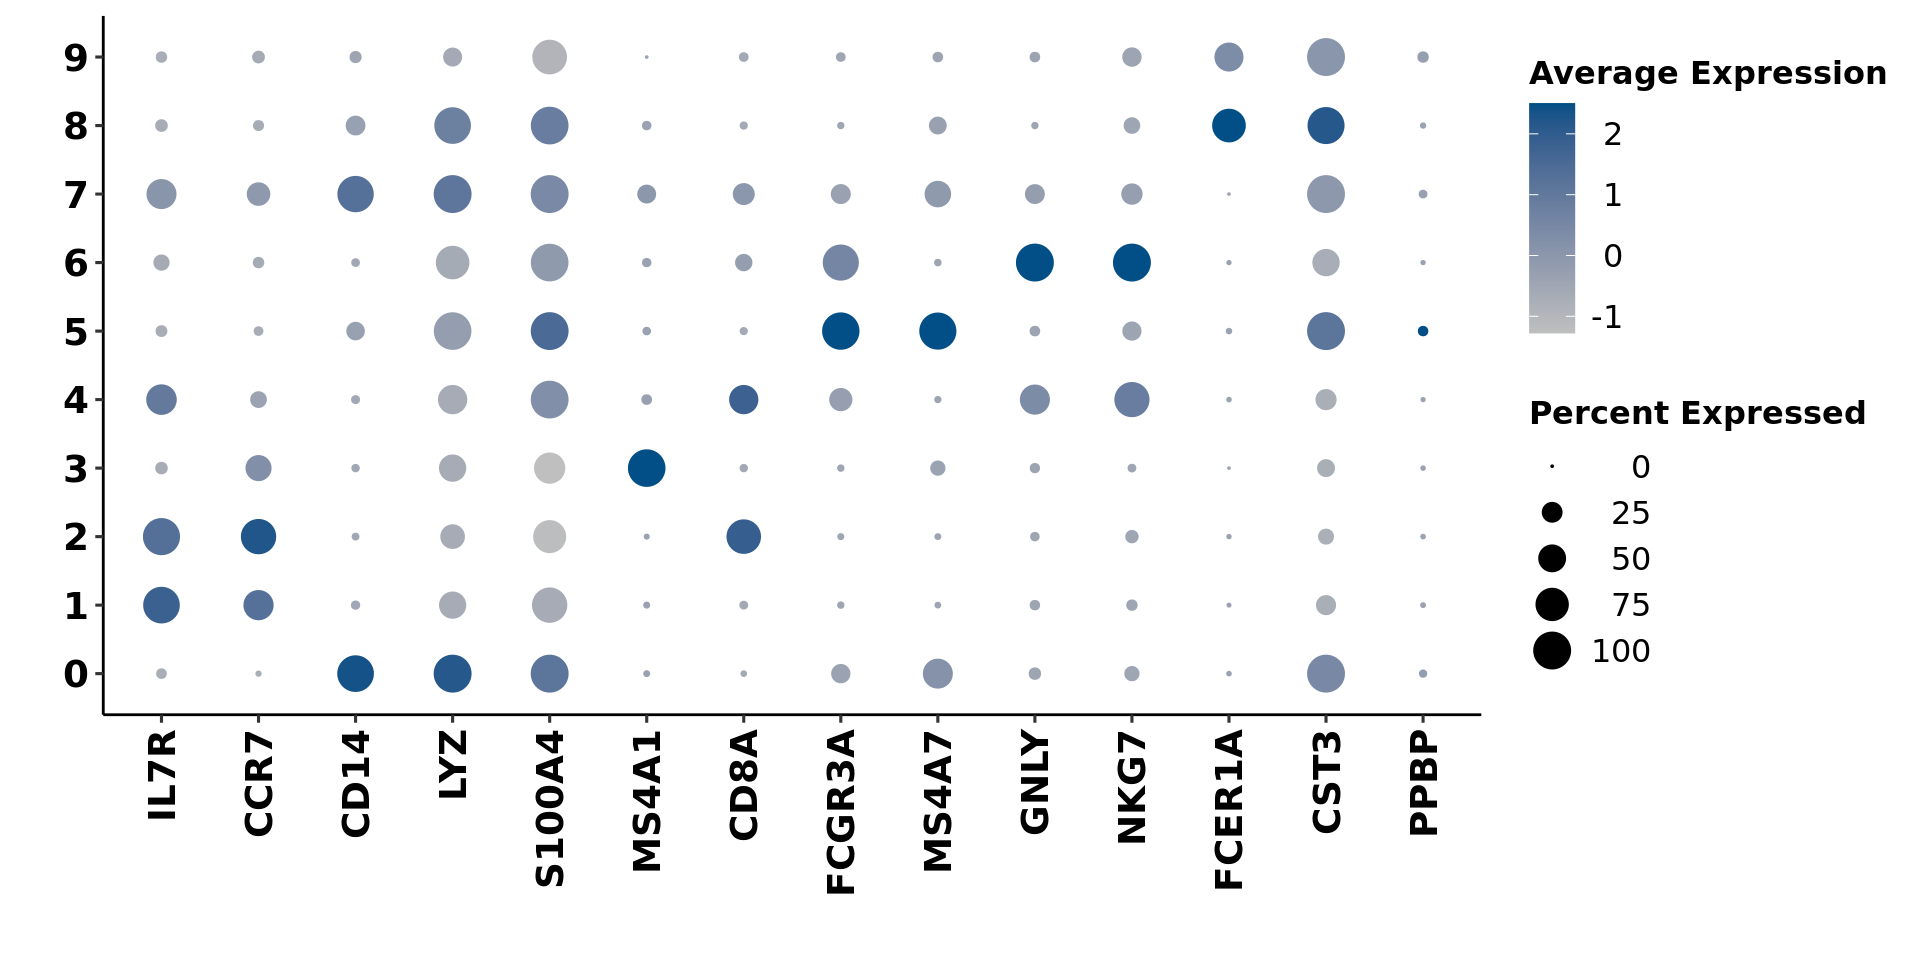 9
8
7
6
5
4
3
2
1
0
IL7R
CCR7
CD14
LYZ
S100A4
MS4A1
CD8A
FCGR3A
MS4A7
GNLY
NKG7
FCER1A
CST3
PPBP
Average Expression
2
1
0
-1
Percent Expressed
0
25
50
75
100